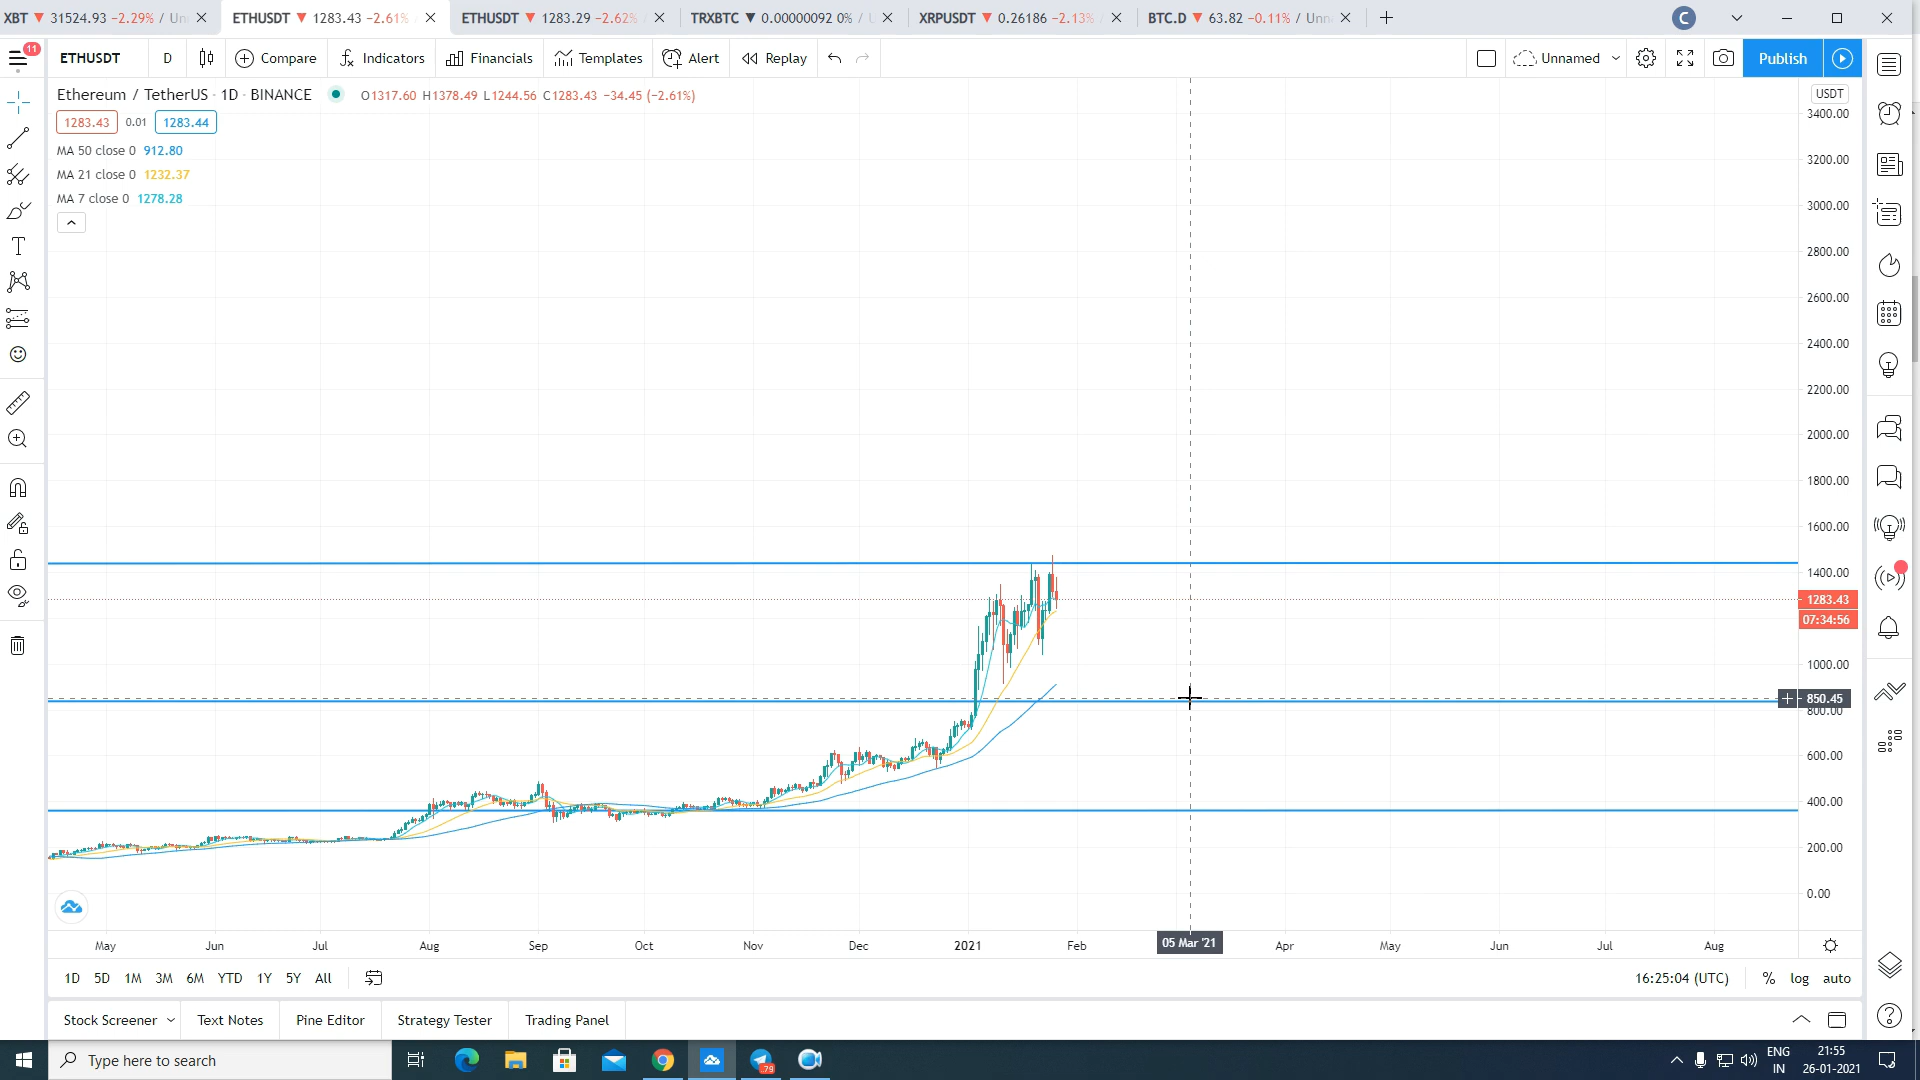 XBT ▼ 31524.93 -2.29% / Un
ETHUSDT ▼ 1283.43 -2.61%
ETHUSDT ▼ 1283.29 -2.62% /
TRXBTC ▼ 0.00000092 0% / U
XRPUSDT ▼ 0.26186 -2.13% /
BTC.D ▼ 63.82 -0.11% / Unn
C
11
ETHUSDT D Compare Indicators Financials Templates Alert Replay
Unnamed Publish
Ethereum / TetherUS · 1D · BINANCE O1317.60 H1378.49 L1244.56 C1283.43 -34.45 (-2.61%)
1283.43 0.01 1283.44
MA 50 close 0 912.80
MA 21 close 0 1232.37
MA 7 close 0 1278.28
USDT
3400.00
3200.00
3000.00
2800.00
2600.00
2400.00
2200.00
2000.00
1800.00
1600.00
1400.00
1283.43
07:34:56
1000.00
850.45
800.00
600.00
400.00
200.00
0.00
May Jun Jul Aug Sep Oct Nov Dec 2021 Feb 05 Mar '21 Apr May Jun Jul Aug
1D 5D 1M 3M 6M YTD 1Y 5Y All
16:25:04 (UTC) % log auto
Stock Screener Text Notes Pine Editor Strategy Tester Trading Panel
Type here to search
79
ENG
IN
21:55
26-01-2021